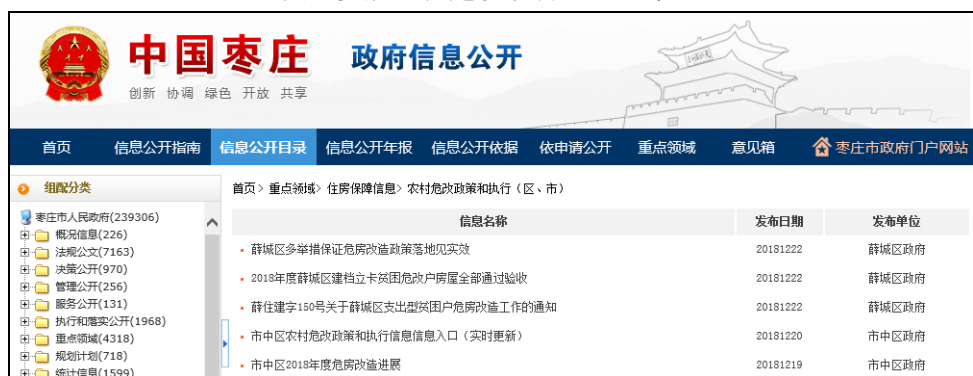 中国枣庄 政府信息公开
创新 协调 绿色 开放 共享
首页 信息公开指南 信息公开目录 信息公开年报 信息公开依据 依申请公开 重点领域 意见箱 枣庄市政府门户网站
组配分类
首页> 重点领域> 住房保障信息> 农村危改政策和执行（区、市）
枣庄市人民政府(239306)
概况信息(226)
法规公文(7163)
决策公开(970)
管理公开(256)
服务公开(131)
执行和落实公开(1968)
重点领域(4318)
规划计划(718)
统计信息(1599)
信息名称 发布日期 发布单位
薛城区多举措保证危房改造政策落地见实效 20181222 薛城区政府
2018年度薛城区建档立卡贫困危改户房屋全部通过验收 20181222 薛城区政府
薛住建字150号关于薛城区支出型贫困户危房改造工作的通知 20181222 薛城区政府
市中区农村危改政策和执行信息信息入口（实时更新） 20181220 市中区政府
市中区2018年度危房改造进展 20181219 市中区政府